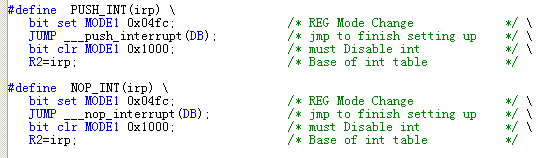 #define  PUSH_INT(irp) \
  bit set MODE1 0x04fc;                /* REG Mode Change             */ \
  JUMP ___push_interrupt(DB);          /* jmp to finish setting up    */ \
  bit clr MODE1 0x1000;                /* must Disable int            */ \
  R2=irp;                              /* Base of int table           */
#define  NOP_INT(irp) \
  bit set MODE1 0x04fc;                /* REG Mode Change             */ \
  JUMP ___nop_interrupt(DB);           /* jmp to finish setting up    */ \
  bit clr MODE1 0x1000;                /* must Disable int            */ \
  R2=irp;                              /* Base of int table           */